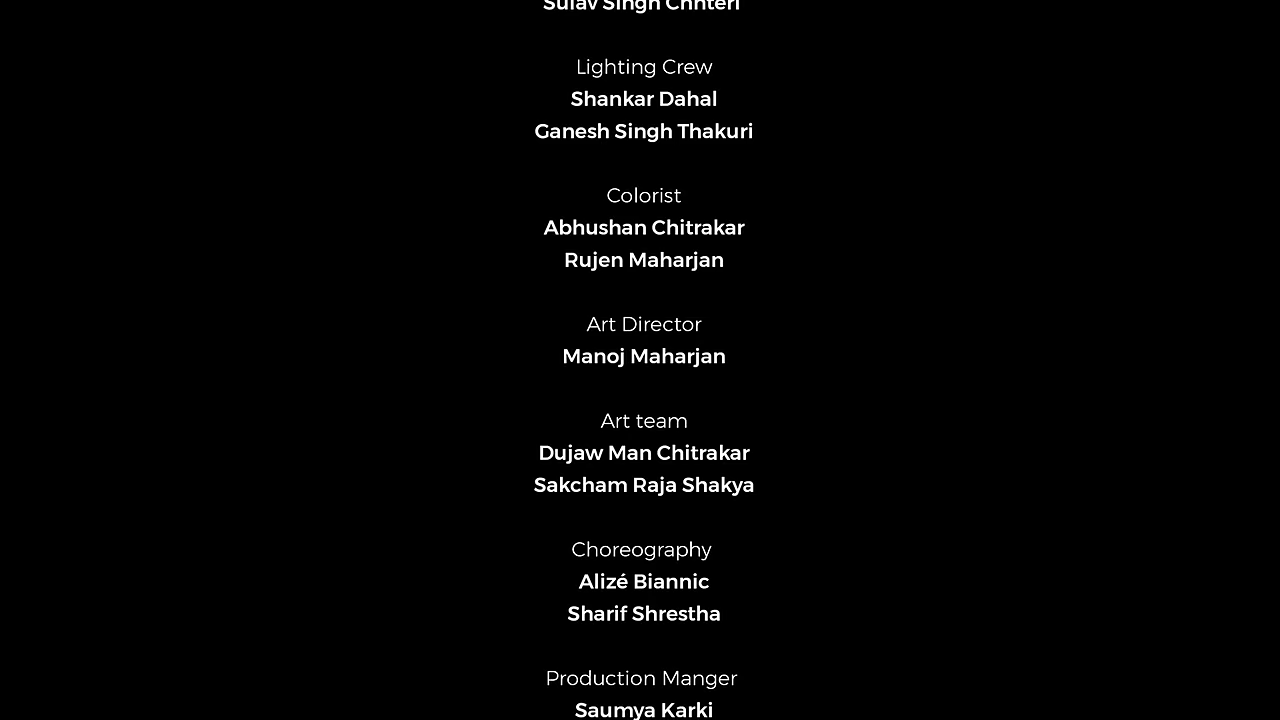 Singh
Lighting Crew
Shankar Dahal
Ganesh Singh Thakuri
Colorist
Abhushan Chitrakar
Rujen Maharjan
Art Director
Manoj Maharjan
Art team
Dujaw Man Chitrakar
Sakcham Raja Shakya
Choreography
Alizé Biannic
Sharif Shrestha
Production Manger
Saumya Karki